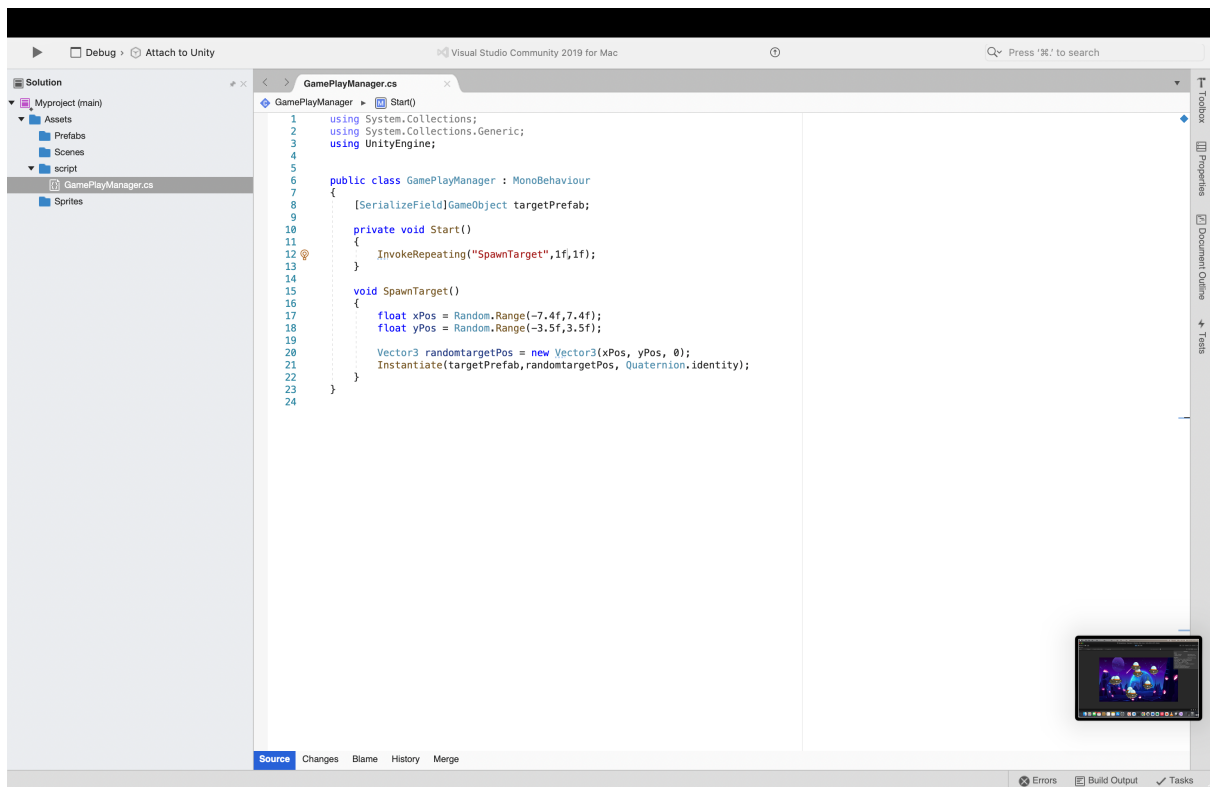 Debug › Attach to Unity
Visual Studio Community 2019 for Mac
Press '⌘.' to search
Solution
Myproject (main)
Assets
Prefabs
Scenes
script
GamePlayManager.cs
Sprites
GamePlayManager.cs
GamePlayManager ▸ M Start()
1 using System.Collections;
2 using System.Collections.Generic;
3 using UnityEngine;
4
5
6 public class GamePlayManager : MonoBehaviour
7 {
8 [SerializeField]GameObject targetPrefab;
9
10 private void Start()
11 {
12 InvokeRepeating("SpawnTarget",1f,1f);
13 }
14
15 void SpawnTarget()
16 {
17 float xPos = Random.Range(-7.4f,7.4f);
18 float yPos = Random.Range(-3.5f,3.5f);
19
20 Vector3 randomtargetPos = new Vector3(xPos, yPos, 0);
21 Instantiate(targetPrefab,randomtargetPos, Quaternion.identity);
22 }
23 }
24
Toolbox
Properties
Document Outline
Tests
Source Changes Blame History Merge
Errors Build Output Tasks